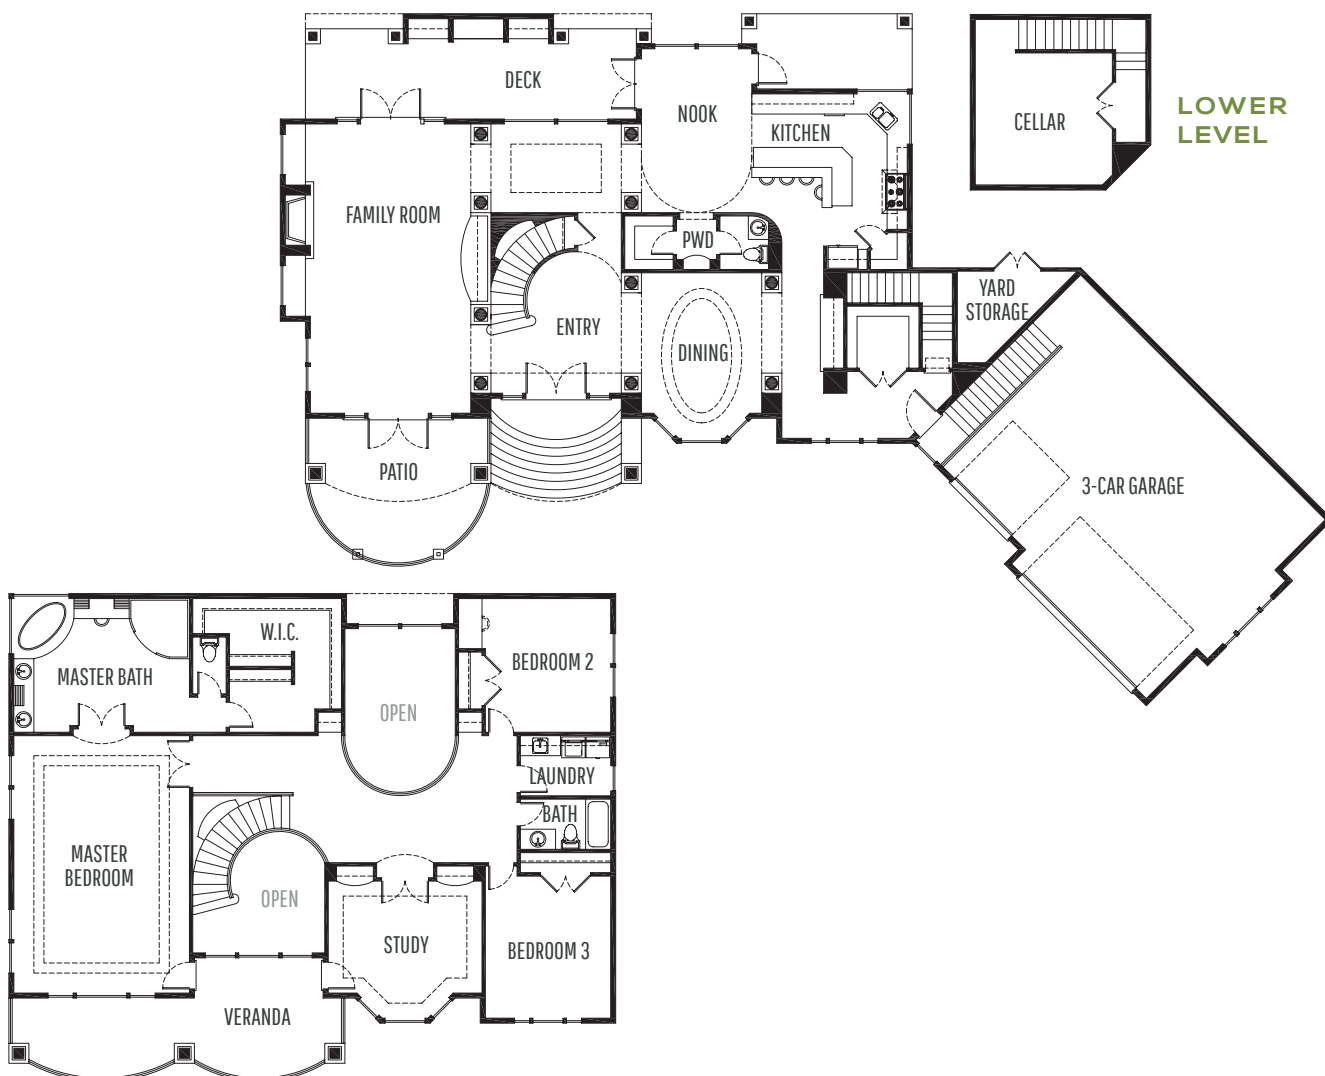 DECK
NOOK
KITCHEN
CELLAR
LOWER
LEVEL
FAMILY ROOM
PWD
YARD
STORAGE
ENTRY
DINING
PATIO
3-CAR GARAGE
W.I.C.
MASTER BATH
BEDROOM 2
OPEN
LAUNDRY
BATH
MASTER
BEDROOM
OPEN
STUDY
BEDROOM 3
VERANDA